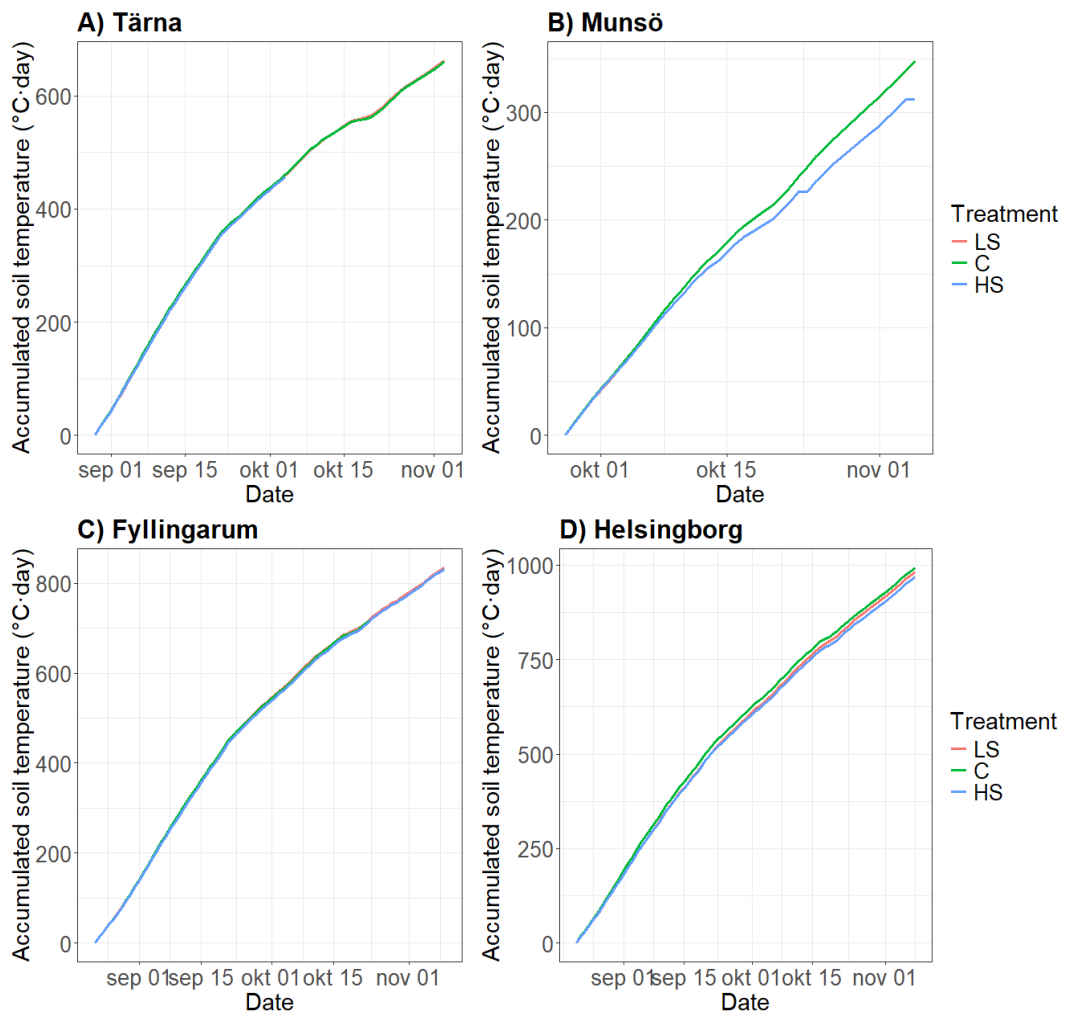 A) Tärna
Accumulated soil temperature (°C·day)
600
400
200
0
sep 01 sep 15 okt 01 okt 15 nov 01
Date
B) Munsö
Accumulated soil temperature (°C·day)
300
200
100
0
okt 01 okt 15 nov 01
Date
Treatment
LS
C
HS
C) Fyllingarum
Accumulated soil temperature (°C·day)
800
600
400
200
0
sep 01 sep 15 okt 01 okt 15 nov 01
Date
D) Helsingborg
Accumulated soil temperature (°C·day)
1000
750
500
250
0
sep 01 sep 15 okt 01 okt 15 nov 01
Date
Treatment
LS
C
HS